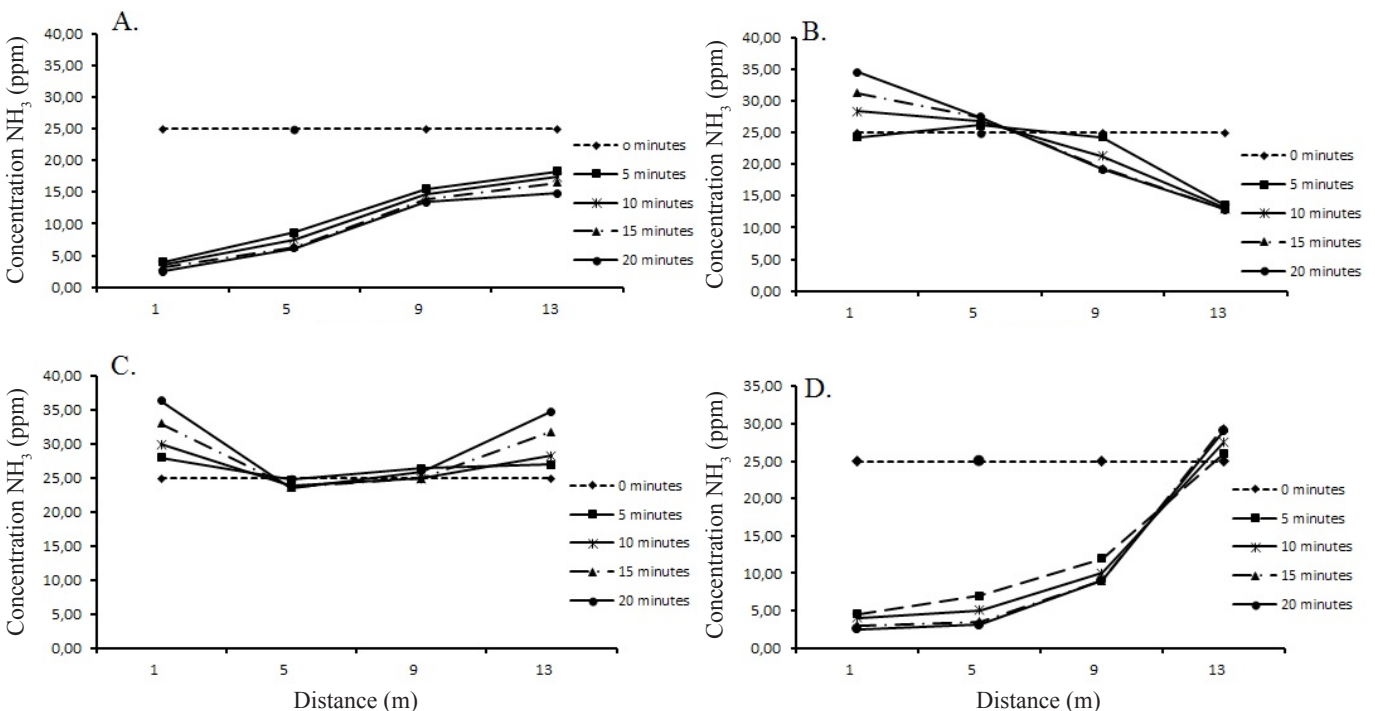 A.
Concentration NH3 (ppm)
40,00
35,00
30,00
25,00
20,00
15,00
10,00
5,00
0,00
1 5 9 13
o minutes
5 minutes
10 minutes
15 minutes
20 minutes
B.
Concentration NH3 (ppm)
40,00
35,00
30,00
25,00
20,00
15,00
10,00
5,00
0,00
1 5 9 13
0 minutes
5 minutes
10 minutes
15 minutes
20 minutes
C.
Concentration NH3 (ppm)
40,00
35,00
30,00
25,00
20,00
15,00
10,00
5,00
0,00
1 5 9 13
Distance (m)
0 minutes
5 minutes
10 minutes
15 minutes
20 minutes
D.
Concentration NH3 (ppm)
35,00
30,00
25,00
20,00
15,00
10,00
5,00
0,00
1 5 9 13
Distance (m)
0 minutes
5 minutes
10 minutes
15 minutes
20 minutes